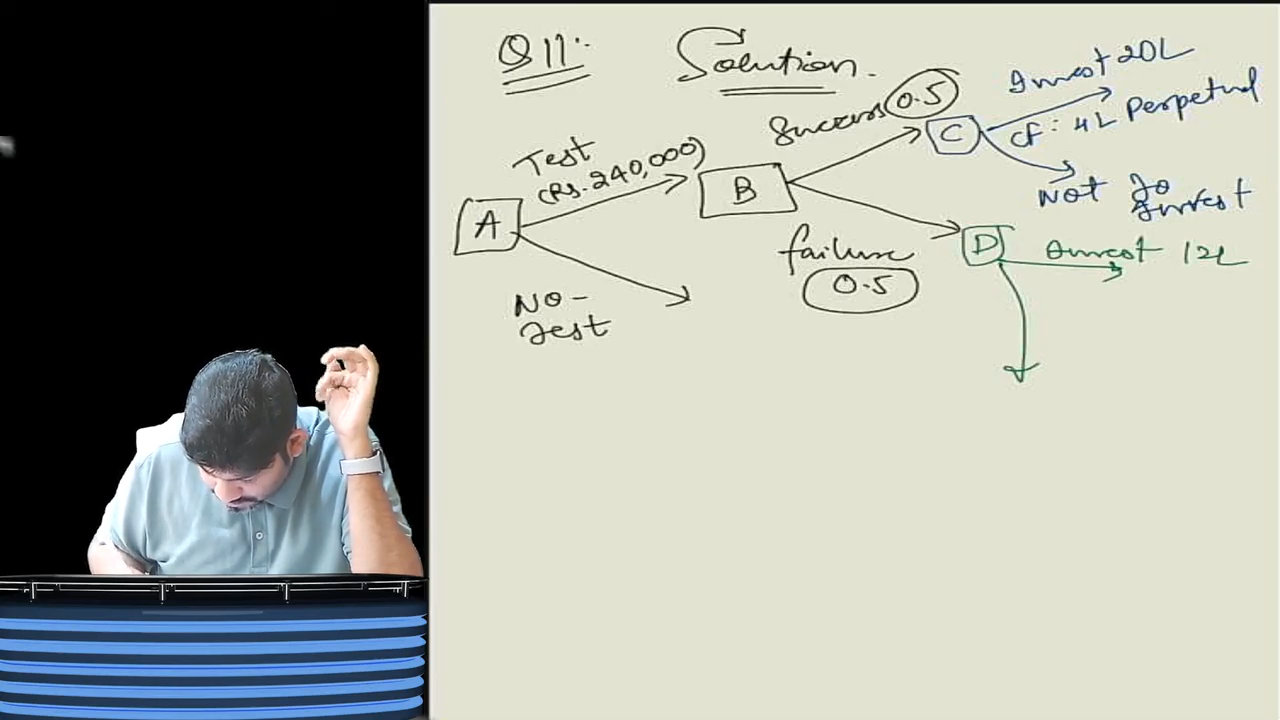 Q11: Solution.
Test
(Rs. 240,000)
A
No-
Test
B
Success 0.5
failure
0.5
C
Invest 20L
CF: 4L Perpetual
Not To
Invest
D
Invest 12L